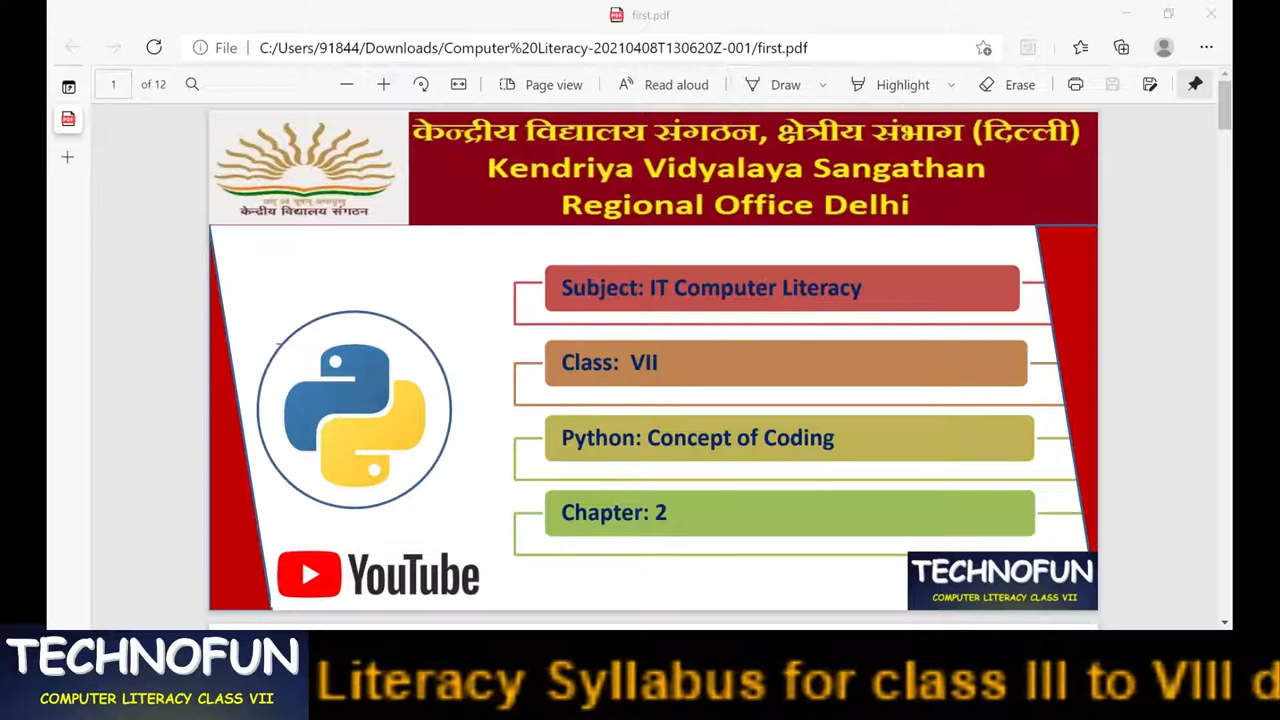 first.pdf
File C:/Users/91844/Downloads/Computer%20Literacy-20210408T130620Z-001/first.pdf
1 of 12 Page view Read aloud Draw Highlight Erase
केन्द्रीय विद्यालय संगठन, क्षेत्रीय संभाग (दिल्ली)
Kendriya Vidyalaya Sangathan
Regional Office Delhi
केन्द्रीय विद्यालय संगठन
Subject: IT Computer Literacy
Class: VII
Python: Concept of Coding
Chapter: 2
YouTube
TECHNOFUN
COMPUTER LITERACY CLASS VII
TECHNOFUN
COMPUTER LITERACY CLASS VII
Literacy Syllabus for class III to VIII d